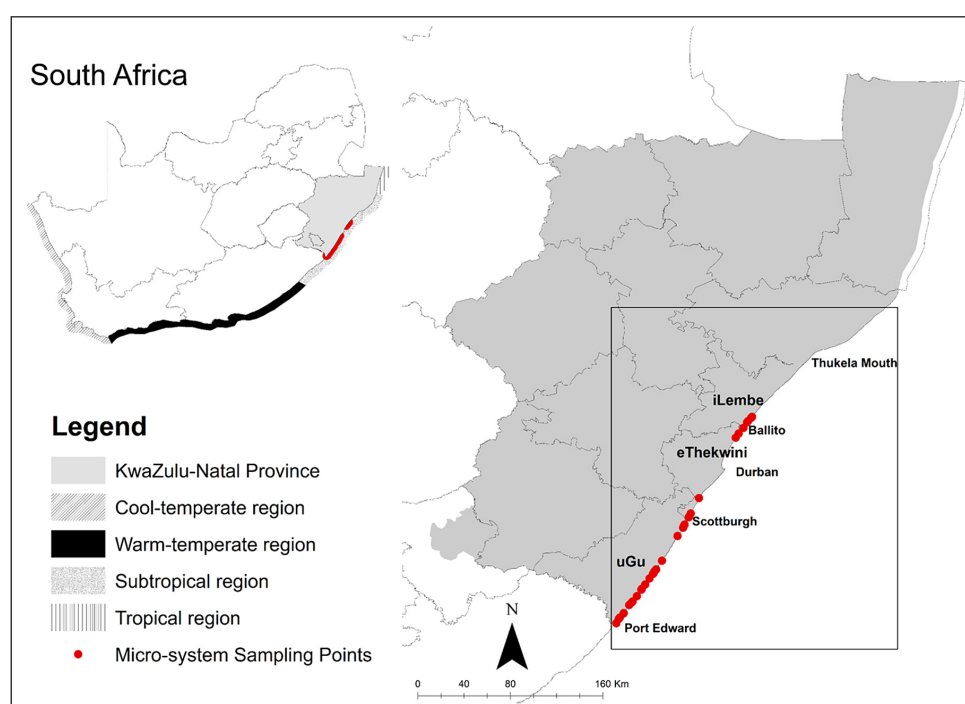 South Africa
Legend
KwaZulu-Natal Province
Cool-temperate region
Warm-temperate region
Subtropical region
Tropical region
Micro-system Sampling Points
Thukela Mouth
iLembe
Ballito
eThekwini
Durban
Scottburgh
uGu
Port Edward
N
0 40 80 160 Km